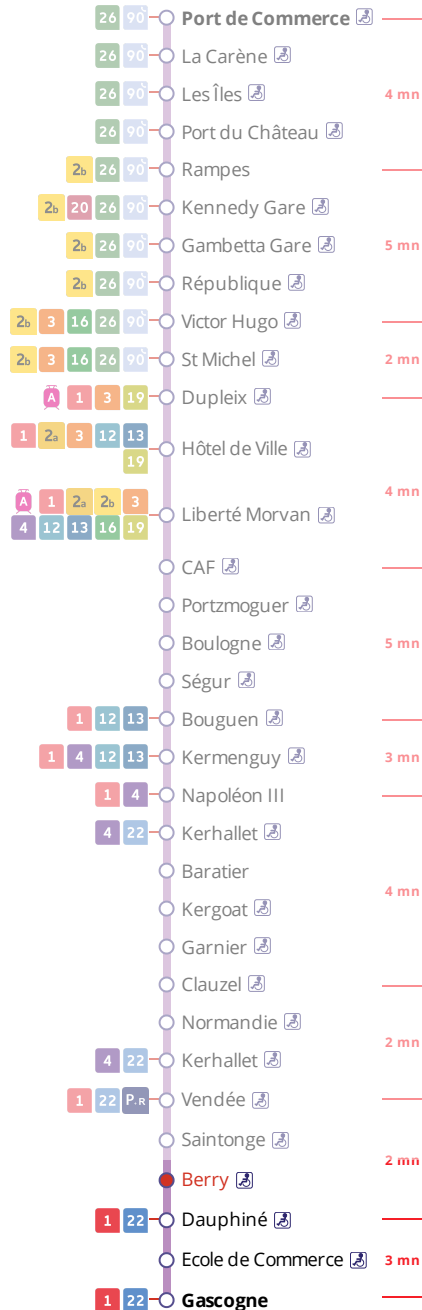 26 90 Port de Commerce
26 90 La Carène
26 90 Les Îles 4 mn
26 90 Port du Château
2b 26 90 Rampes
2b 20 26 90 Kennedy Gare
2b 26 90 Gambetta Gare 5 mn
2b 26 90 République
2b 3 16 26 90 Victor Hugo
2b 3 16 26 90 St Michel 2 mn
A 1 3 19 Dupleix
1 2a 3 12 13
19 Hôtel de Ville
4 mn
A 1 2a 2b 3
4 12 13 16 19 Liberté Morvan
CAF
Portzmoguer
Boulogne 5 mn
Ségur
1 12 13 Bouguen
1 4 12 13 Kermenguy 3 mn
1 4 Napoléon III
4 22 Kerhallet
Baratier
4 mn
Kergoat
Garnier
Clauzel
Normandie
2 mn
4 22 Kerhallet
1 22 P+R Vendée
Saintonge
2 mn
Berry
1 22 Dauphiné
Ecole de Commerce 3 mn
1 22 Gascogne